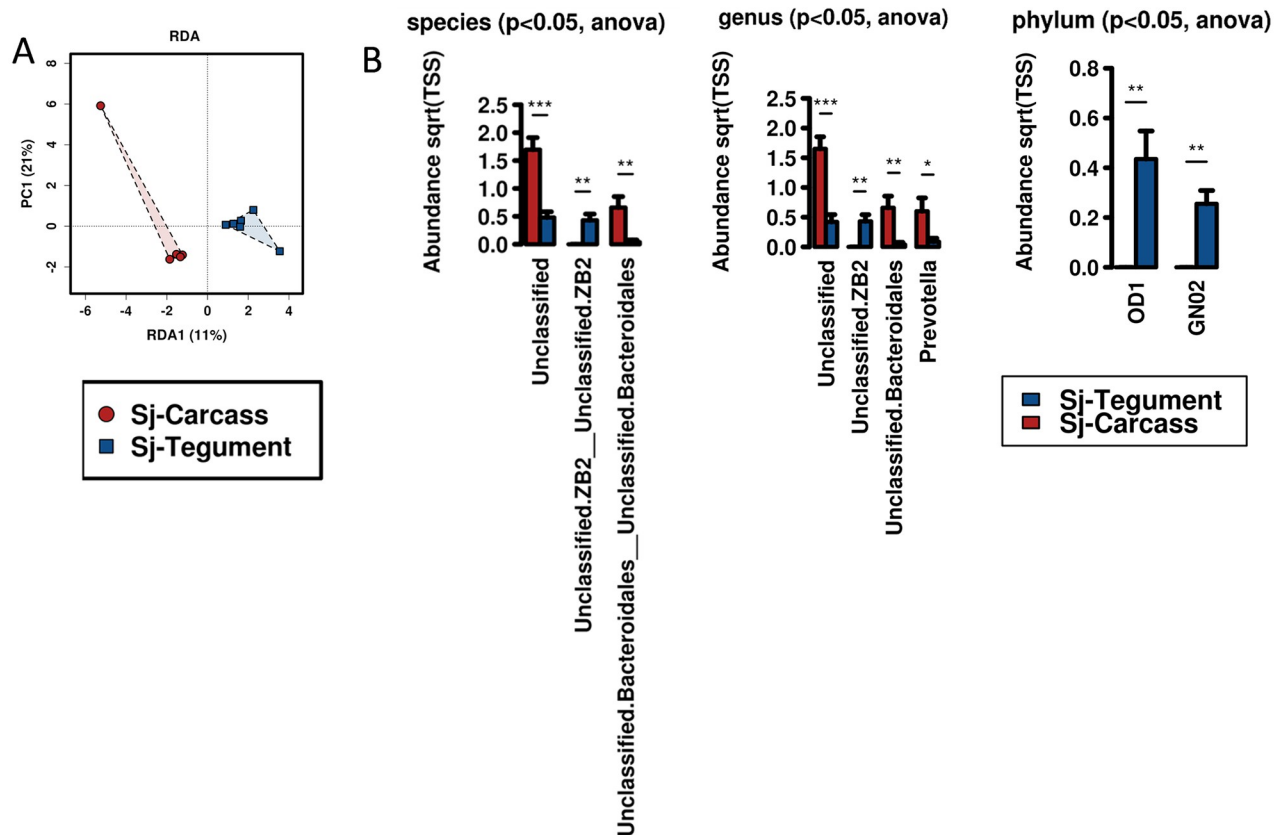 A
RDA
PC1 (21%)
8
6
4
2
0
-2
-6 -4 -2 0 2 4
RDA1 (11%)
Sj-Carcass
Sj-Tegument
B
species (p<0.05, anova)
Abundance sqrt(TSS)
2.5
2.0
1.5
1.0
0.5
0.0
***
**
**
Unclassified
Unclassified.ZB2__Unclassified.ZB2
Unclassified.Bacteroidales__Unclassified.Bacteroidales
genus (p<0.05, anova)
Abundance sqrt(TSS)
2.5
2.0
1.5
1.0
0.5
0.0
***
**
**
*
Unclassified
Unclassified.ZB2
Unclassified.Bacteroidales
Prevotella
phylum (p<0.05, anova)
Abundance sqrt(TSS)
0.8
0.6
0.4
0.2
0.0
**
**
OD1
GN02
Sj-Tegument
Sj-Carcass